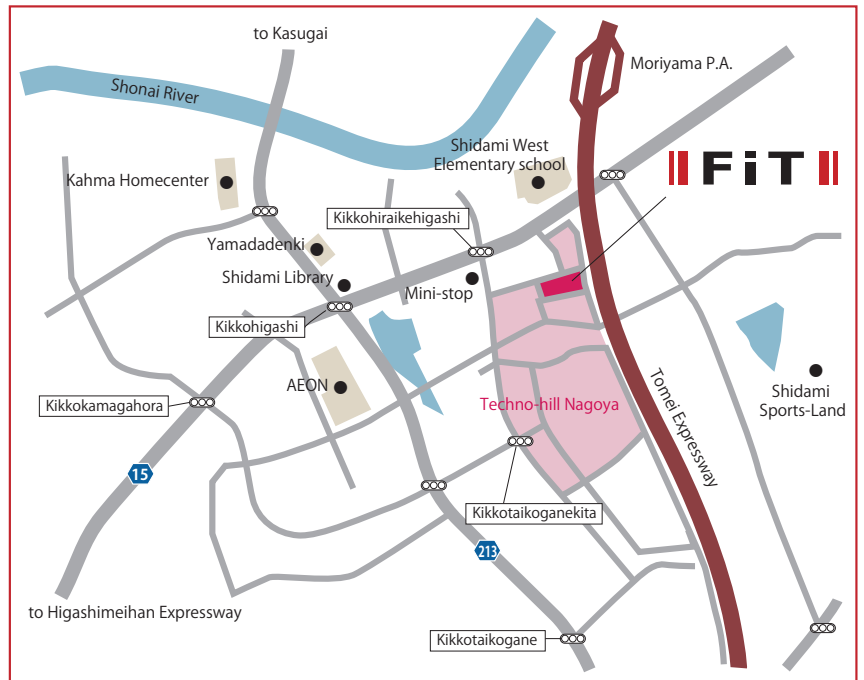 to Kasugai
Shonai River
Moriyama P.A.
Shidami West
Elementary school
FiT
Kahma Homecenter
Kikkohiraikehigashi
Yamadadenki
Shidami Library
Mini-stop
Kikkohigashi
AEON
Tomei Expressway
Shidami
Sports-Land
Kikkokamagahora
Techno-hill Nagoya
15
Kikkotaikoganekita
213
to Higashimeihan Expressway
Kikkotaikogane